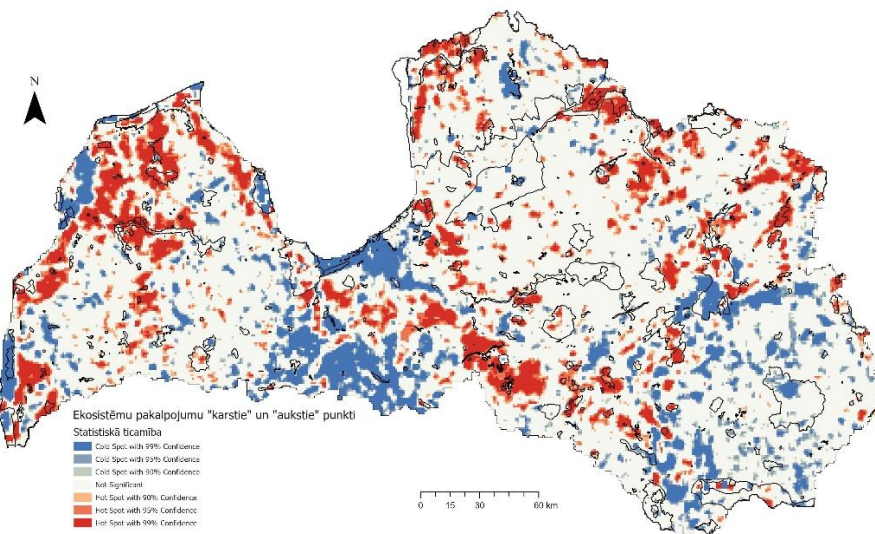 N
Ekosistēmu pakalpojumu "karstie" un "aukstie" punkti
Statistiskā ticamība
Cold Spot with 99% Confidence
Cold Spot with 95% Confidence
Cold Spot with 90% Confidence
Not Significant
Hot Spot with 90% Confidence
Hot Spot with 95% Confidence
Hot Spot with 99% Confidence
0 15 30 60 km